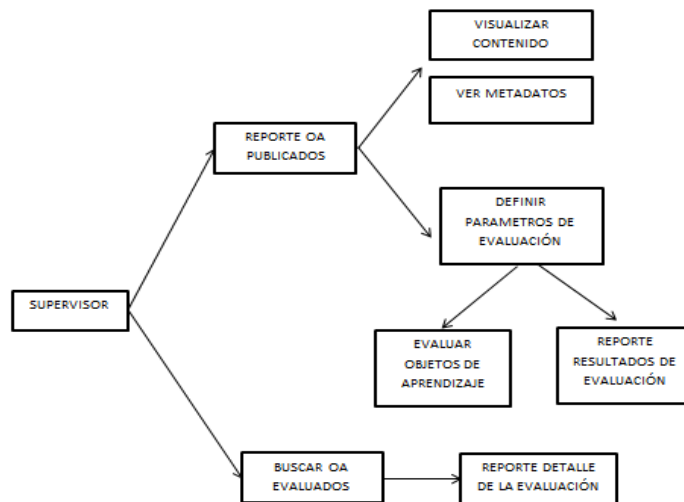 VISUALIZAR
CONTENIDO
VER METADATOS
REPORTE OA
PUBLICADOS
DEFINIR
PARAMETROS DE
EVALUACIÓN
SUPERVISOR
EVALUAR
OBJETOS DE
APRENDIZAJE
REPORTE
RESULTADOS DE
EVALUACIÓN
BUSCAR OA
EVALUADOS
REPORTE DETALLE
DE LA EVALUACIÓN